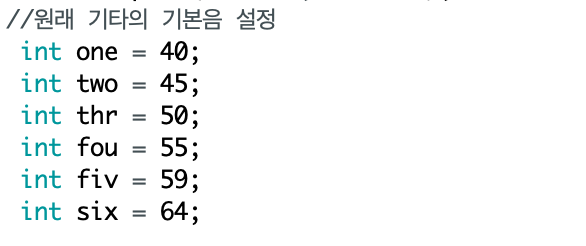 //원래 기타의 기본음 설정
int one = 40;
int two = 45;
int thr = 50;
int fou = 55;
int fiv = 59;
int six = 64;